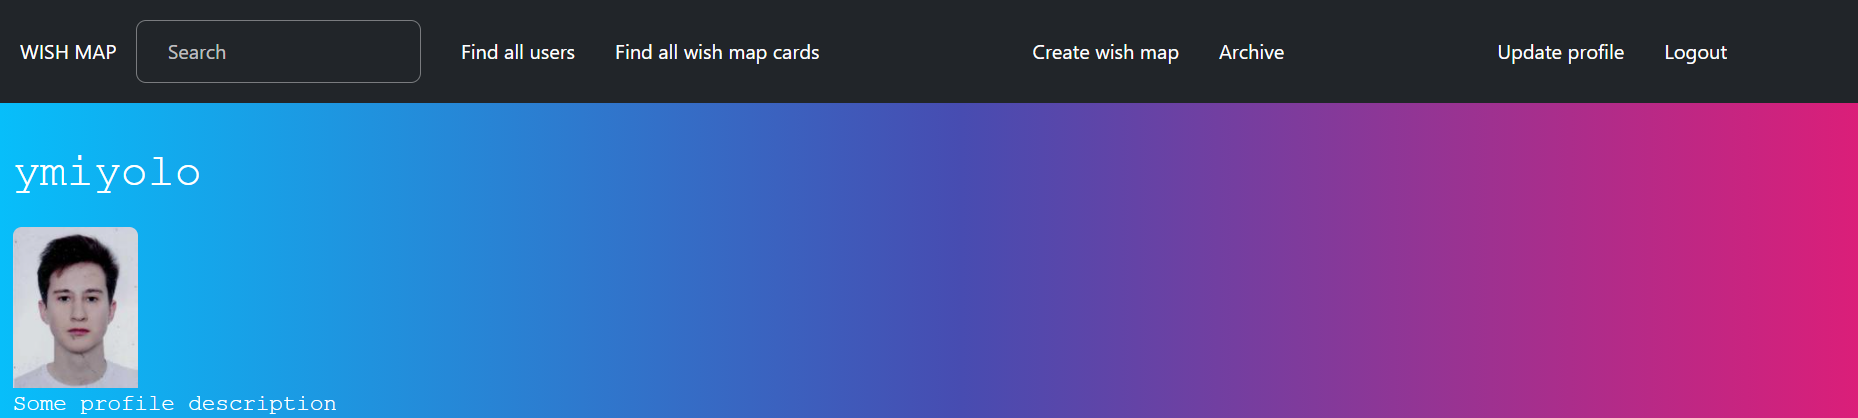 WISH MAP Search Find all users Find all wish map cards Create wish map Archive Update profile Logout
ymiyolo
Some profile description